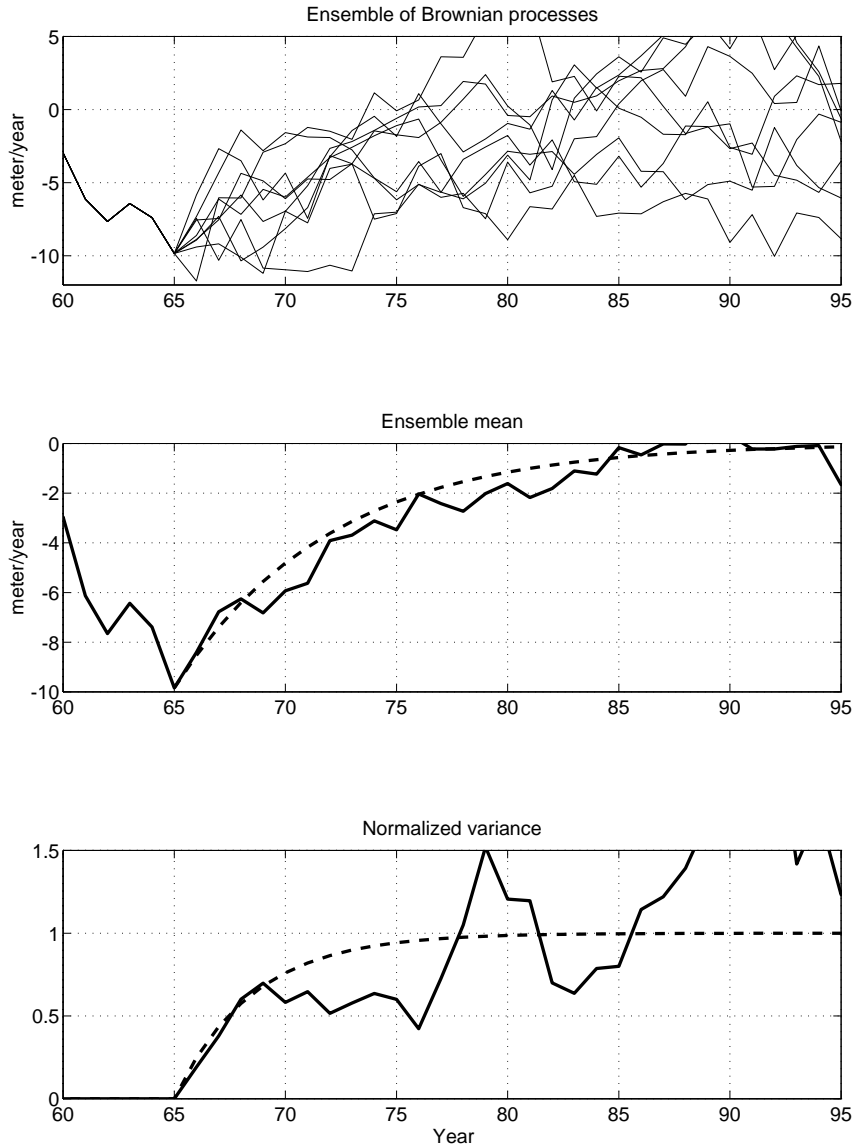 Ensemble of Brownian processes
5
0
-5
-10
meter/year
60 65 70 75 80 85 90 95
Ensemble mean
0
-2
-4
-6
-8
-10
meter/year
60 65 70 75 80 85 90 95
Normalized variance
1.5
1
0.5
0
60 65 70 75 80 85 90 95
Year